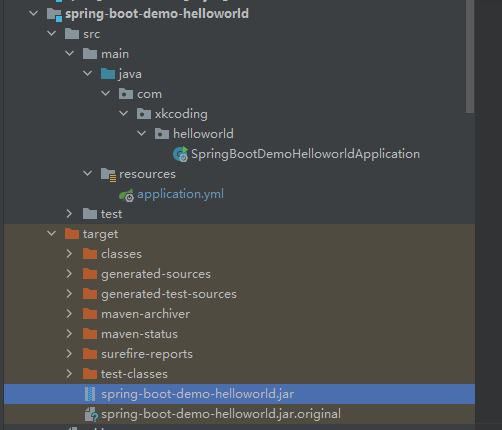 spring-boot-demo-helloworld
src
main
java
com
xkcoding
helloworld
SpringBootDemoHelloworldApplication
resources
application.yml
test
target
classes
generated-sources
generated-test-sources
maven-archiver
maven-status
surefire-reports
test-classes
spring-boot-demo-helloworld.jar
spring-boot-demo-helloworld.jar.original